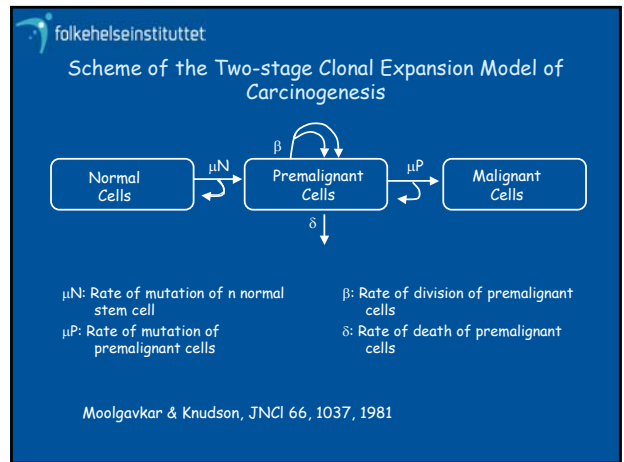 folkehelseinstituttet
Scheme of the Two-stage Clonal Expansion Model of
Carcinogenesis
β
μN
μP
Normal
Cells
Premalignant
Cells
Malignant
Cells
δ
μN: Rate of mutation of n normal
stem cell
μP: Rate of mutation of
premalignant cells
β: Rate of division of premalignant
cells
δ: Rate of death of premalignant
cells
Moolgavkar & Knudson, JNCl 66, 1037, 1981